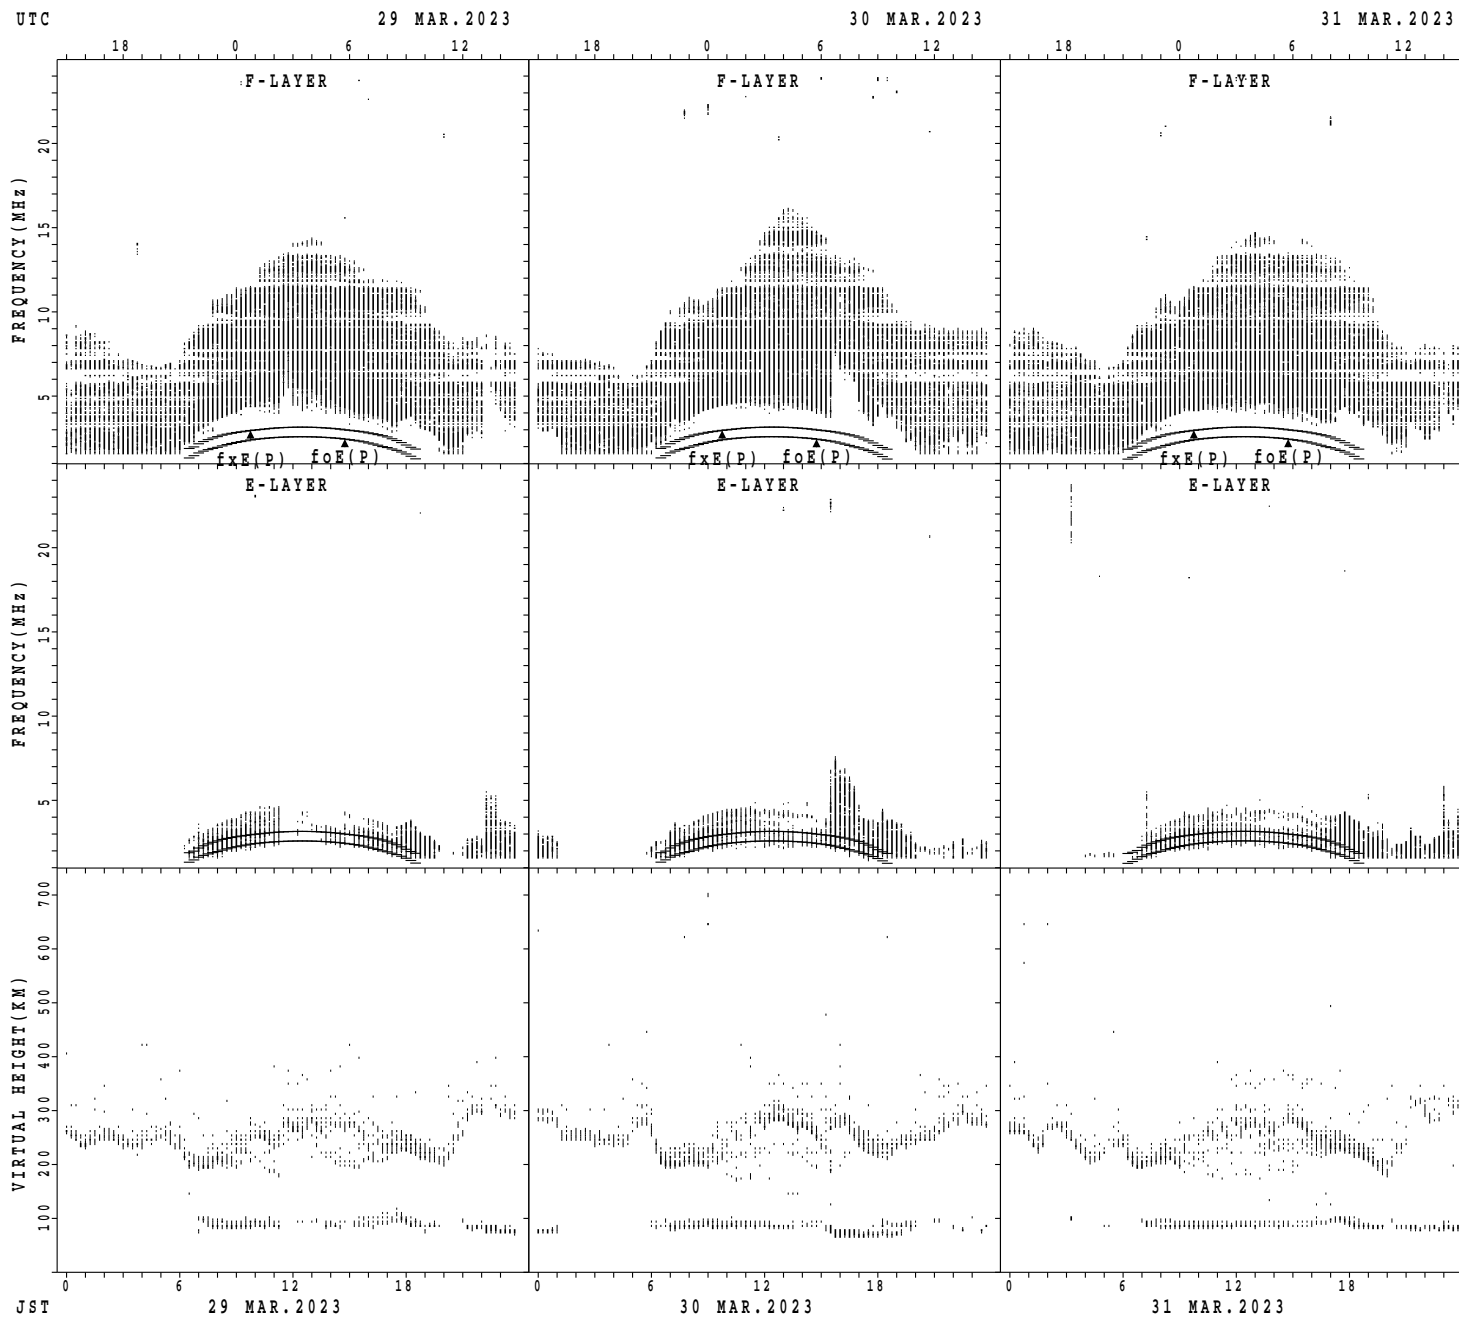 UTC 29 MAR.2023 30 MAR.2023 31 MAR.2023
18 0 6 12 18 0 6 12 18 0 6 12
F-LAYER F-LAYER F-LAYER
FREQUENCY(MHz)
20
15
10
5
fxE(P) foE(P) fxE(P) foE(P) fxE(P) foE(P)
E-LAYER E-LAYER E-LAYER
FREQUENCY(MHz)
20
15
10
5
VIRTUAL HEIGHT(KM)
700
600
500
400
300
200
100
0 6 12 18 0 6 12 18 0 6 12 18
JST 29 MAR.2023 30 MAR.2023 31 MAR.2023